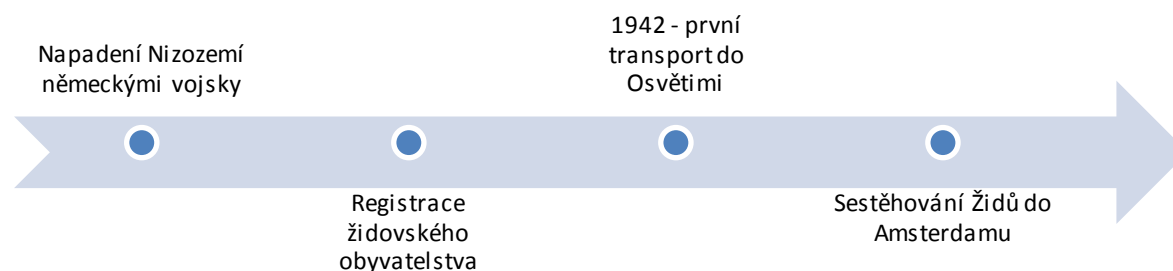 Napadení Nizozemí
německými vojsky
Registrace
židovského
obyvatelstva
1942 - první
transport do
Osvětimi
Sestěhování Židů do
Amsterdamu